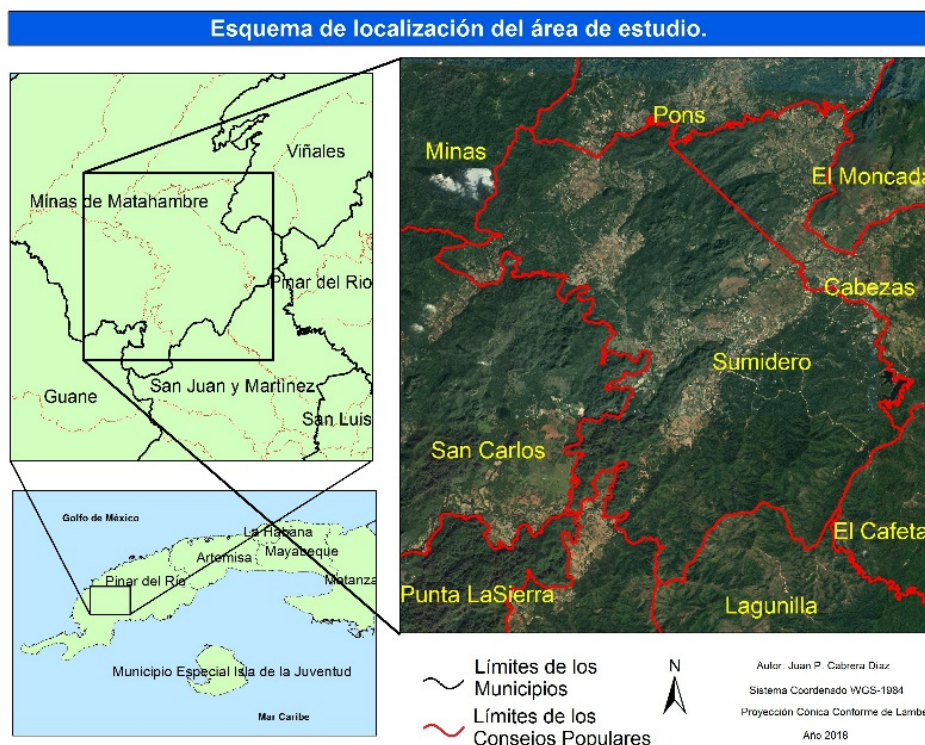 Esquema de localización del área de estudio.
Viñales
Minas de Matahambre
Pinar del Río
San Juan y Martínez
Guane
San Luis
Pons
Minas
El Moncada
Cabezas
Sumidero
San Carlos
El Cafeta
Punta LaSierra
Lagunilla
Golfo de México
La Habana
Mayabeque
Artemisa
Pinar del Río
Matanza
Municipio Especial Isla de la Juventud
Mar Caribe
Límites de los
Municipios
Límites de los
Consejos Populares
N
Autor: Juan P. Cabrera Díaz
Sistema Coordenado WGS-1984
Proyección Cónica Conforme de Lambe
Año 2018